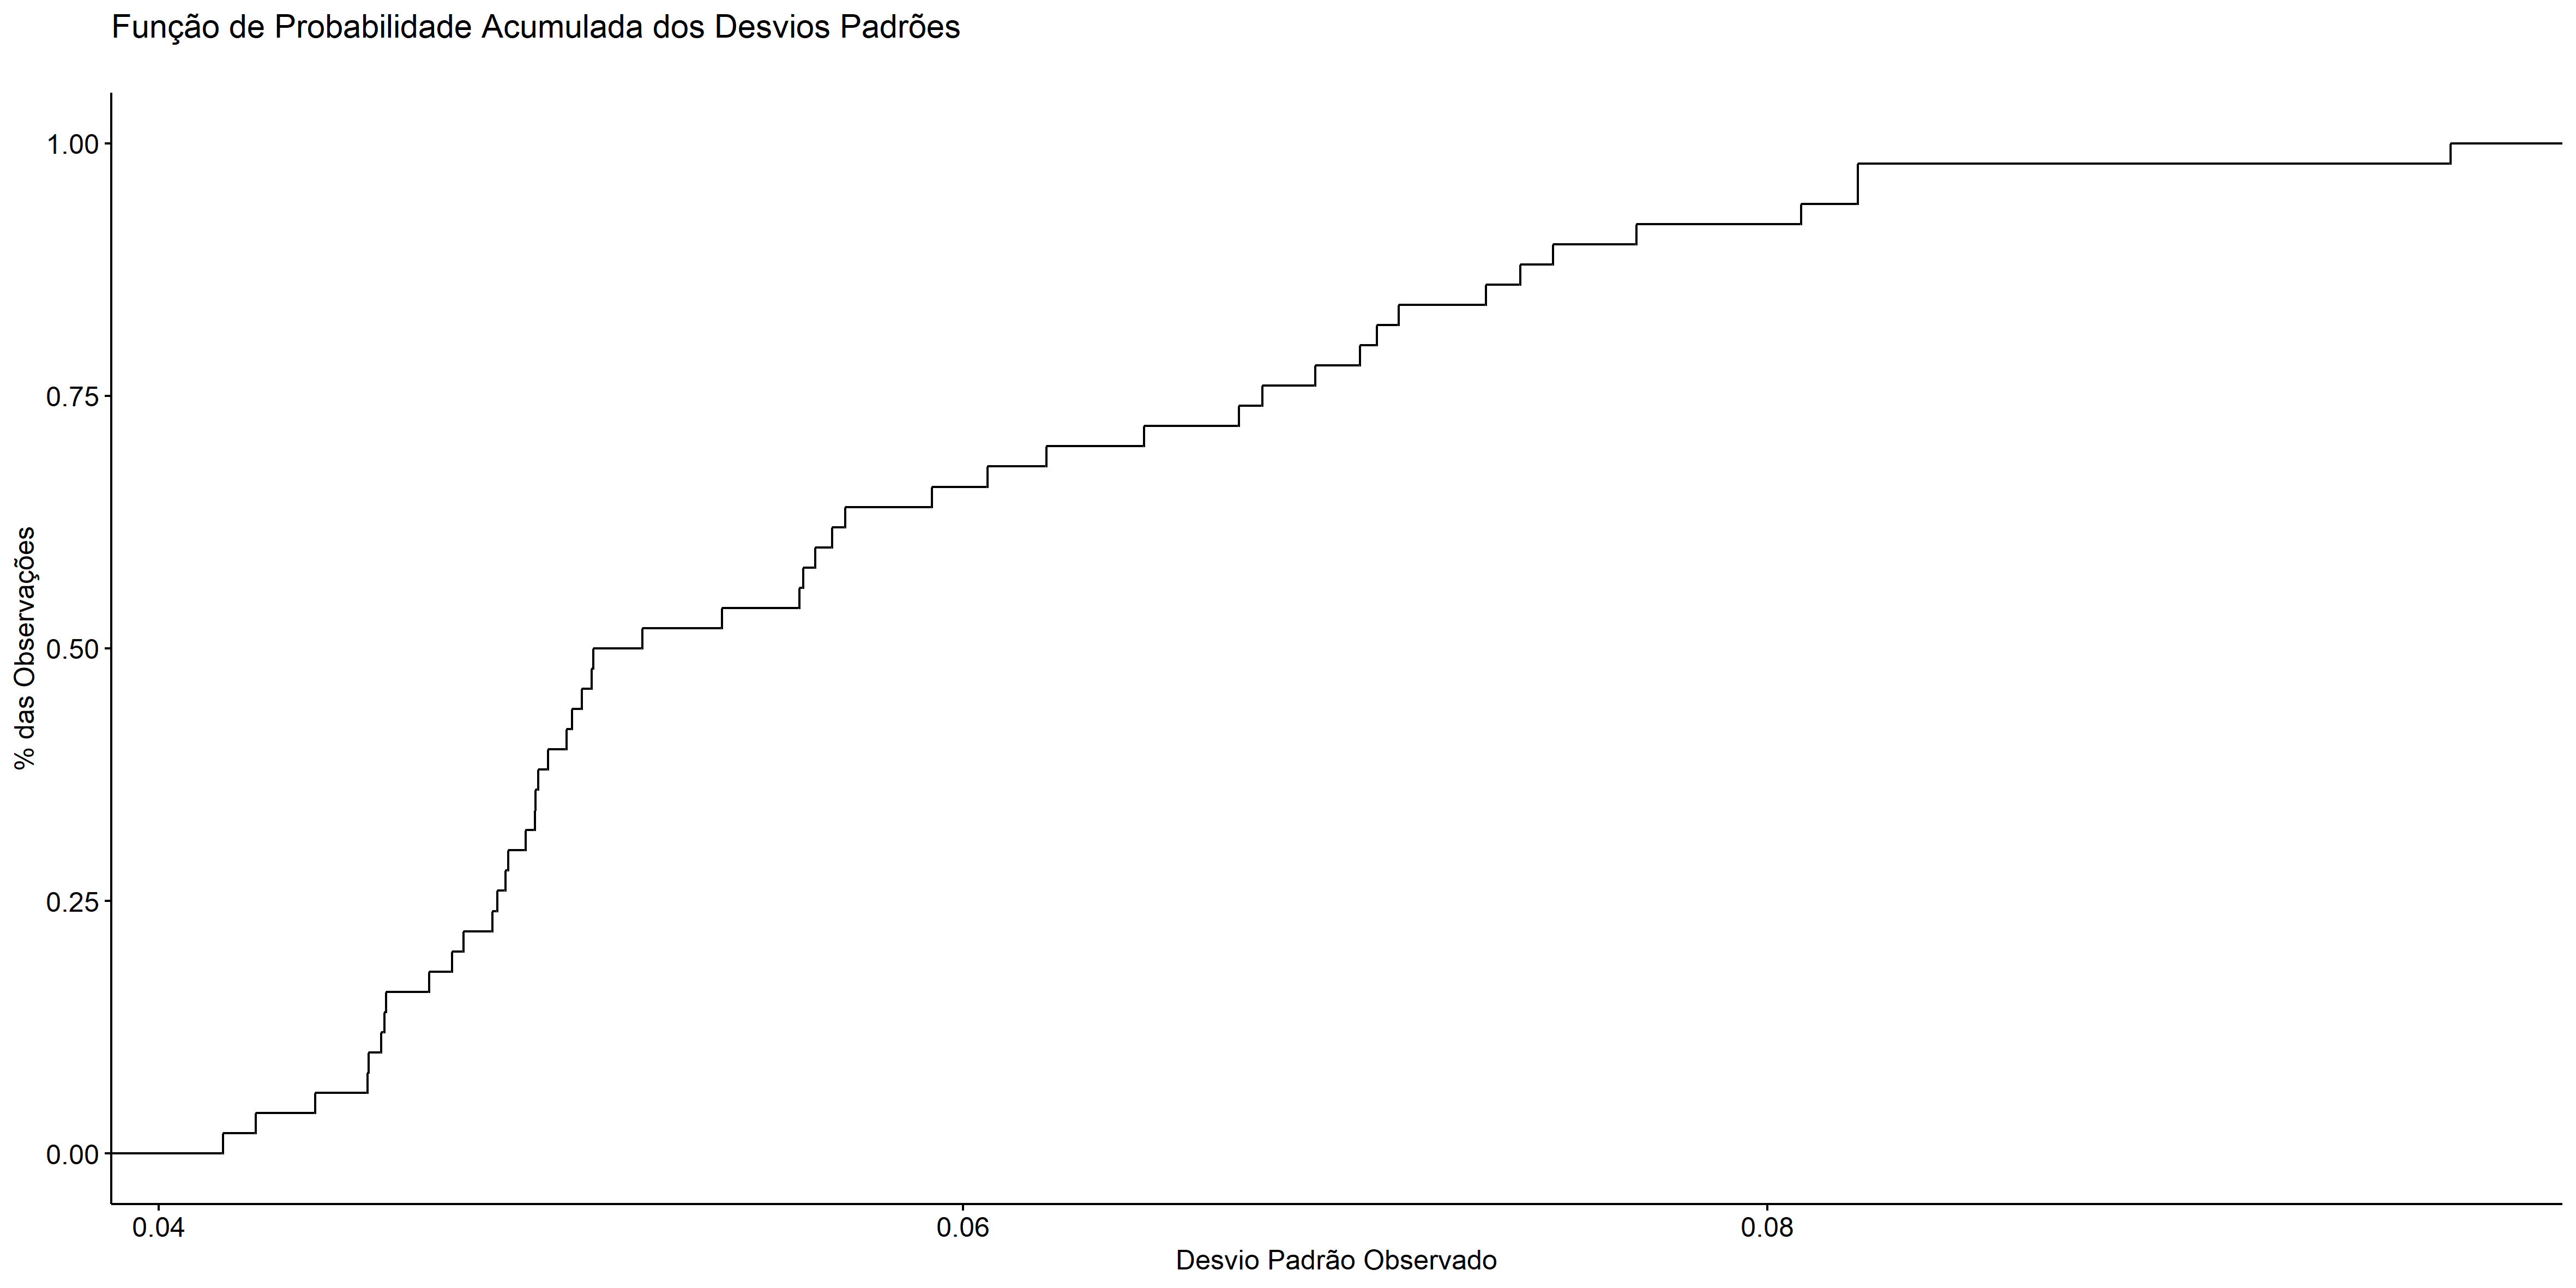 Função de Probabilidade Acumulada dos Desvios Padrões
1.00
0.75
0.50
0.25
0.00
% das Observações
0.04
0.06
0.08
Desvio Padrão Observado